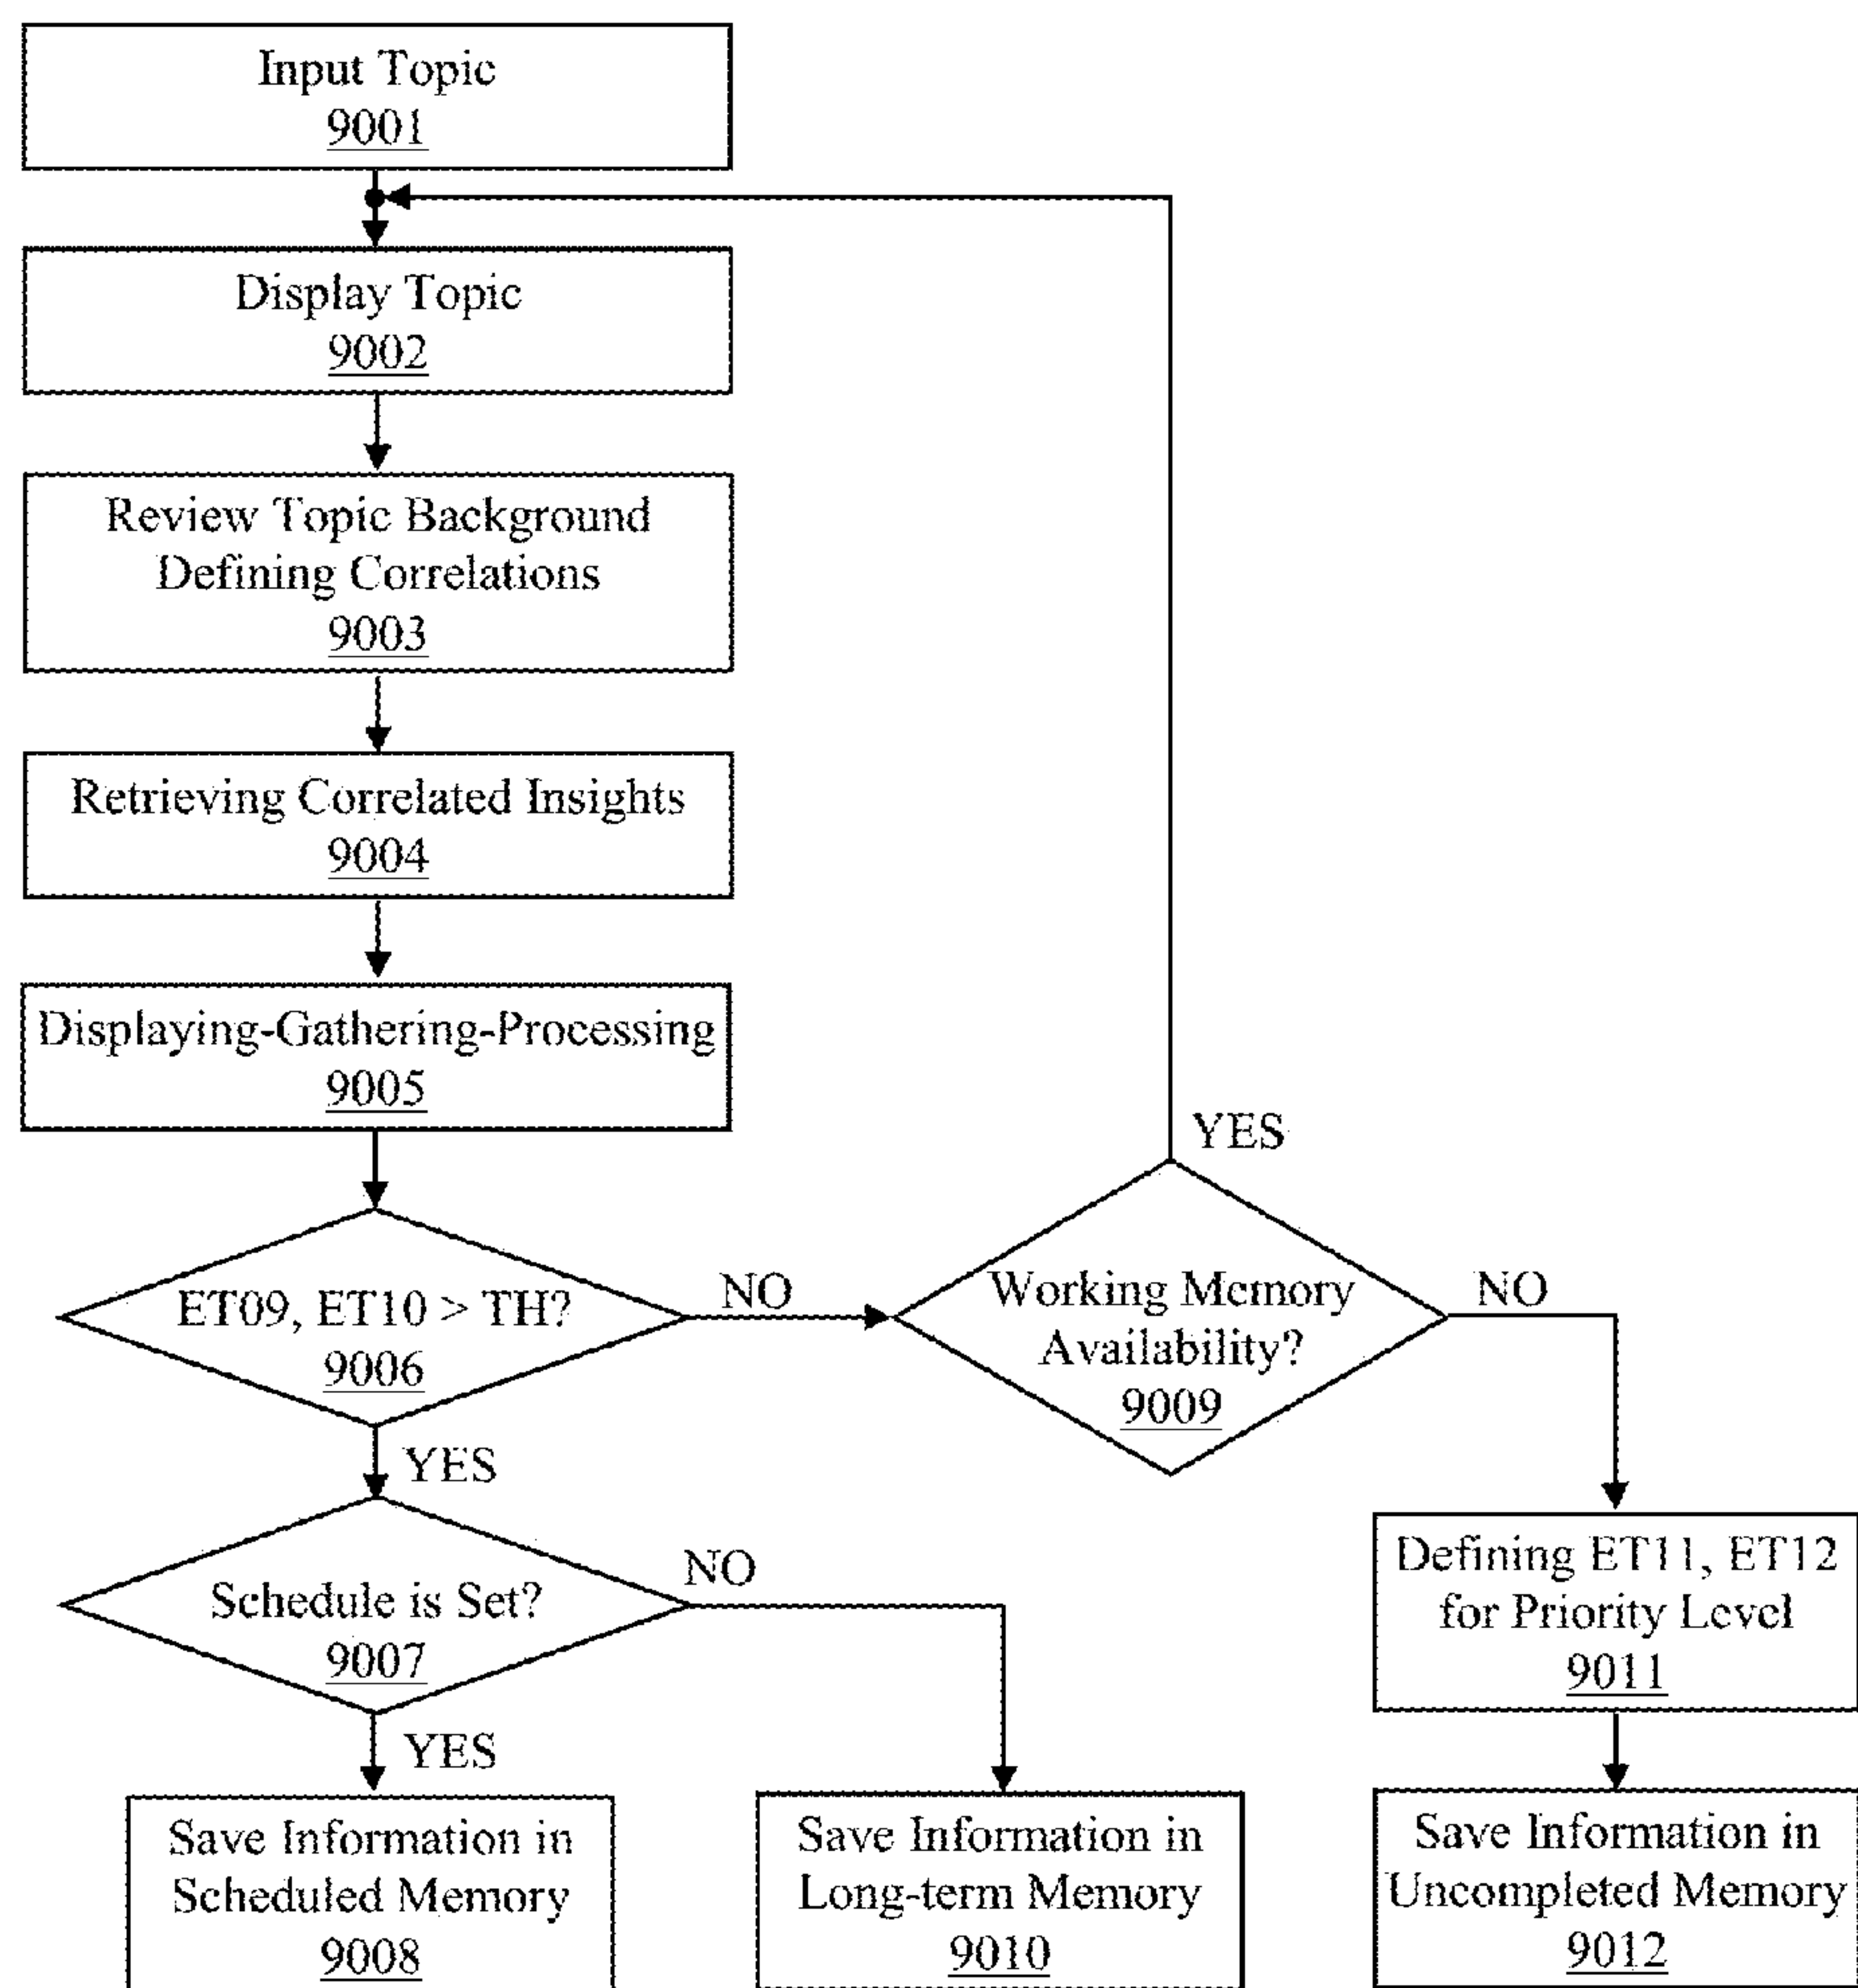 Input Topic
9001
Display Topic
9002
Review Topic Background
Defining Correlations
9003
Retrieving Correlated Insights
9004
Displaying-Gathering-Processing
9005
ET09, ET10 > TH?
9006
NO
YES
Working Memory
Availability?
9009
YES
NO
Schedule is Set?
9007
NO
YES
Defining ET11, ET12
for Priority Level
9011
Save Information in
Scheduled Memory
9008
Save Information in
Long-term Memory
9010
Save Information in
Uncompleted Memory
9012